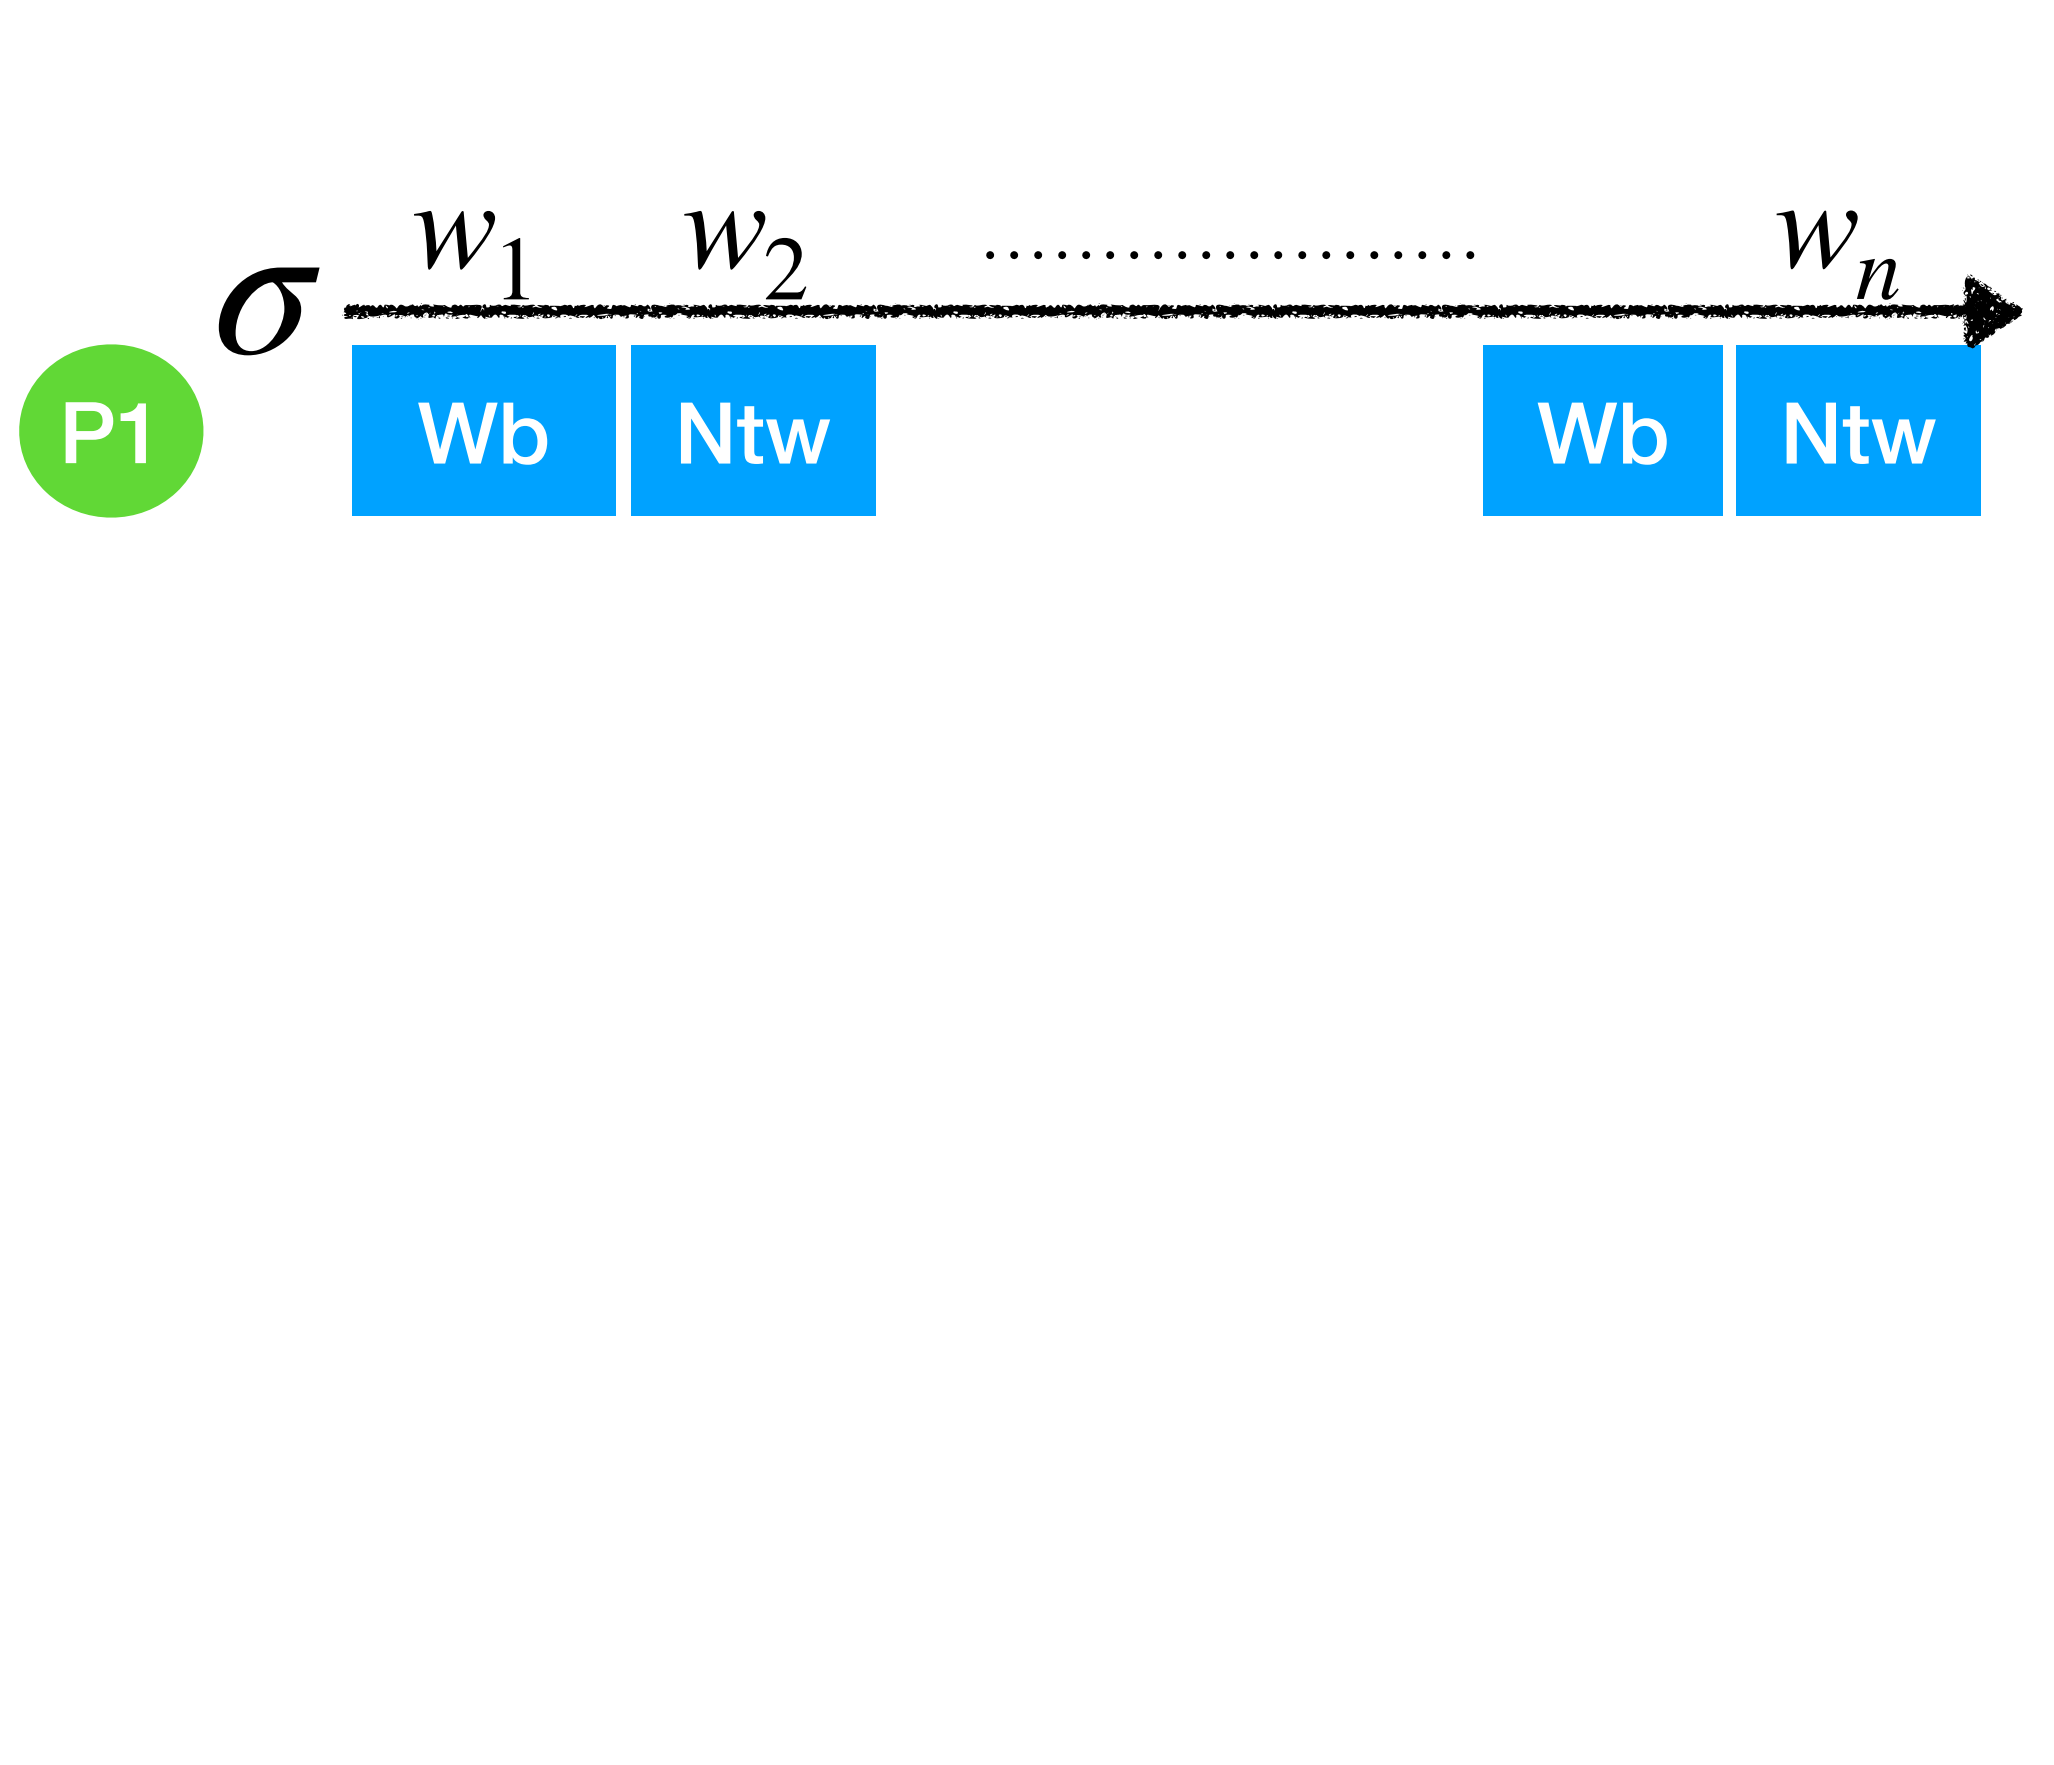 w₁ w₂ ..................... wₙ
σ
P1 Wb Ntw Wb Ntw